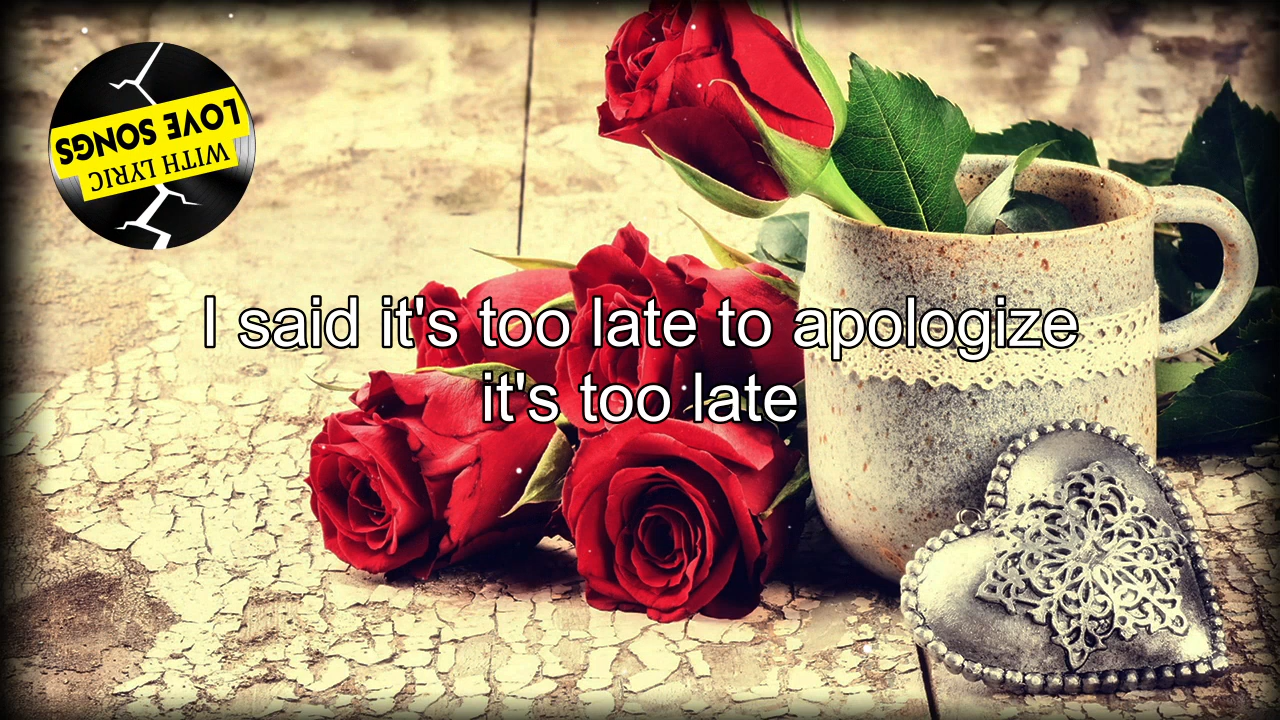 LOVE SONGS
WITH LYRIC
I said it's too late to apologize
it's too late